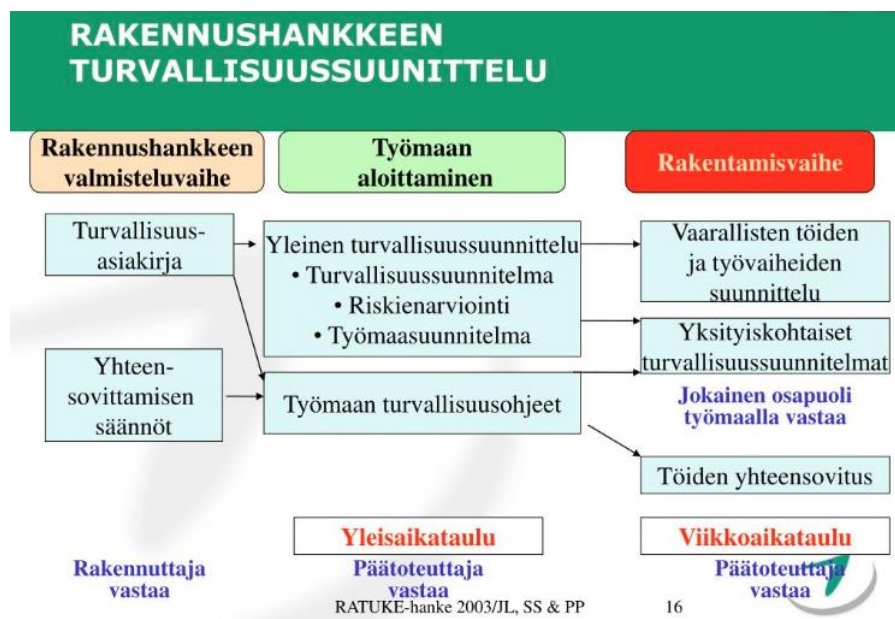 RAKENNUSHANKKEEN
TURVALLISUUSSUUNITTELU
Rakennushankkeen
valmisteluvaihe
Työmaan
aloittaminen
Rakentamisvaihe
Turvallisuus-
asiakirja
Yhteen-
sovittamisen
säännöt
Yleinen turvallisuussuunnittelu
• Turvallisuussuunnitelma
• Riskienarviointi
• Työmaasuunnitelma
Työmaan turvallisuusohjeet
Vaarallisten töiden
ja työvaiheiden
suunnittelu
Yksityiskohtaiset
turvallisuussuunnitelmat
Jokainen osapuoli
työmaalla vastaa
Töiden yhteensovitus
Yleisaikataulu
Viikkoaikataulu
Rakennuttaja
vastaa
Päätoteuttaja
vastaa
Päätoteuttaja
vastaa
RATUKE-hanke 2003/JL, SS & PP
16